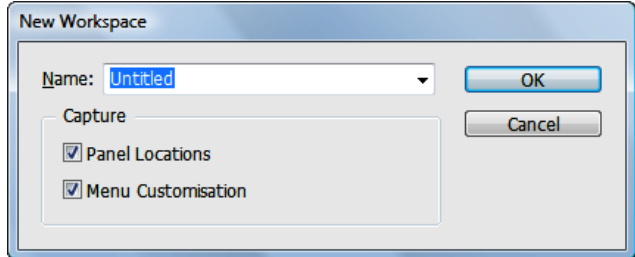 New Workspace
Name: Untitled
OK
Capture
Cancel
Panel Locations
Menu Customisation